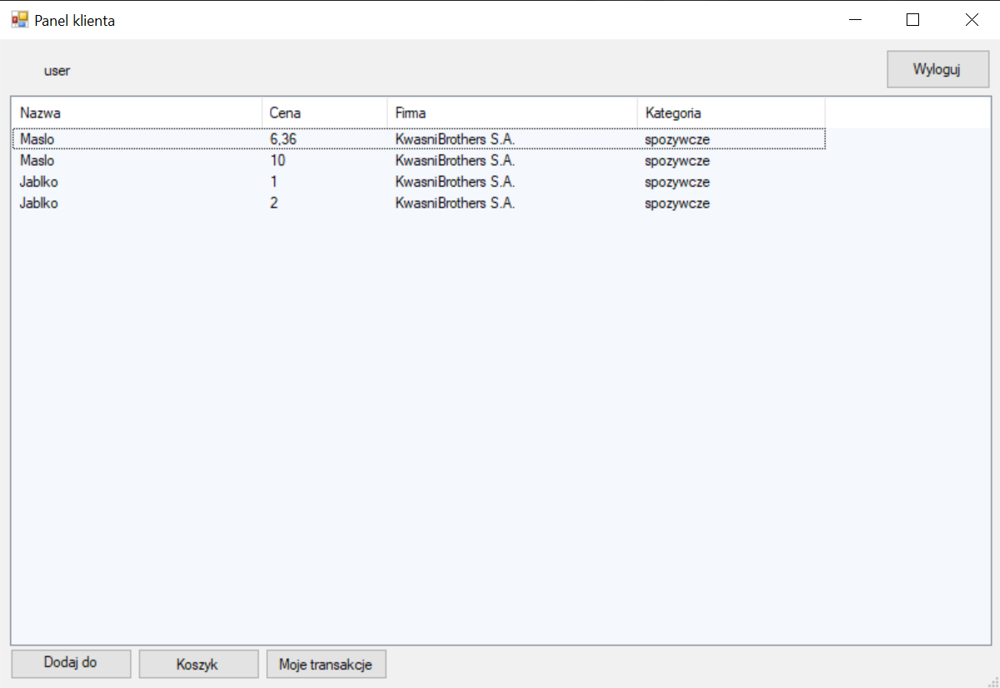 Panel klienta
user
Wyloguj
Nazwa Cena Firma Kategoria
Maslo 6,36 KwasniBrothers S.A. spozywcze
Maslo 10 KwasniBrothers S.A. spozywcze
Jablko 1 KwasniBrothers S.A. spozywcze
Jablko 2 KwasniBrothers S.A. spozywcze
Dodaj do Koszyk Moje transakcje